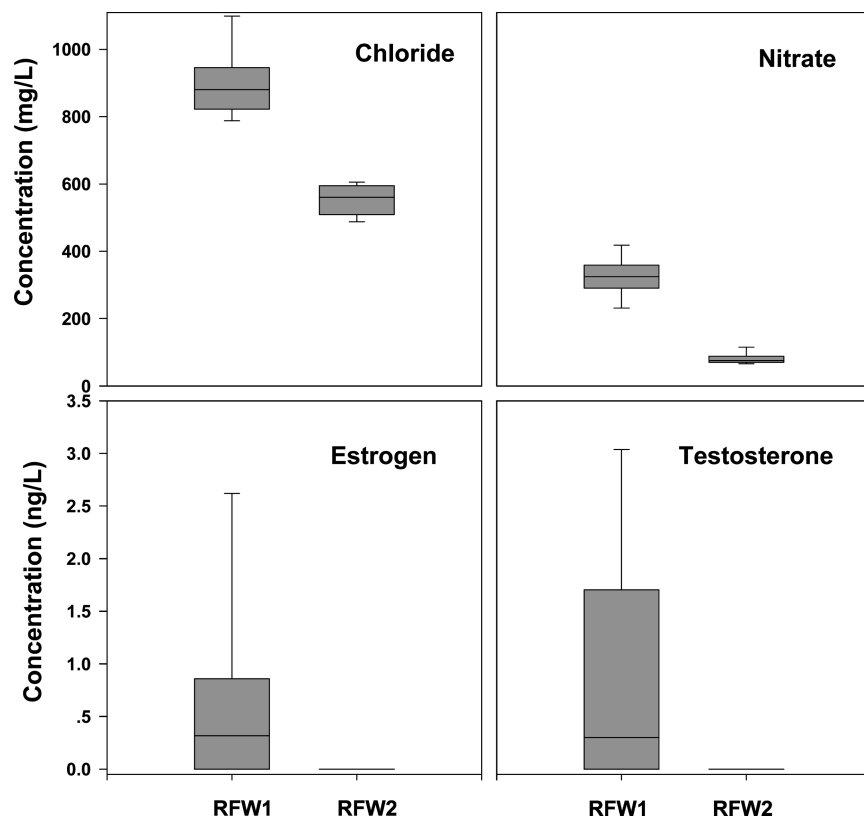 Concentration (mg/L)
1000
800
600
400
200
0
Chloride
Nitrate
Concentration (ng/L)
3.5
3.0
2.5
2.0
1.5
1.0
.5
0.0
Estrogen
Testosterone
RFW1 RFW2
RFW1 RFW2